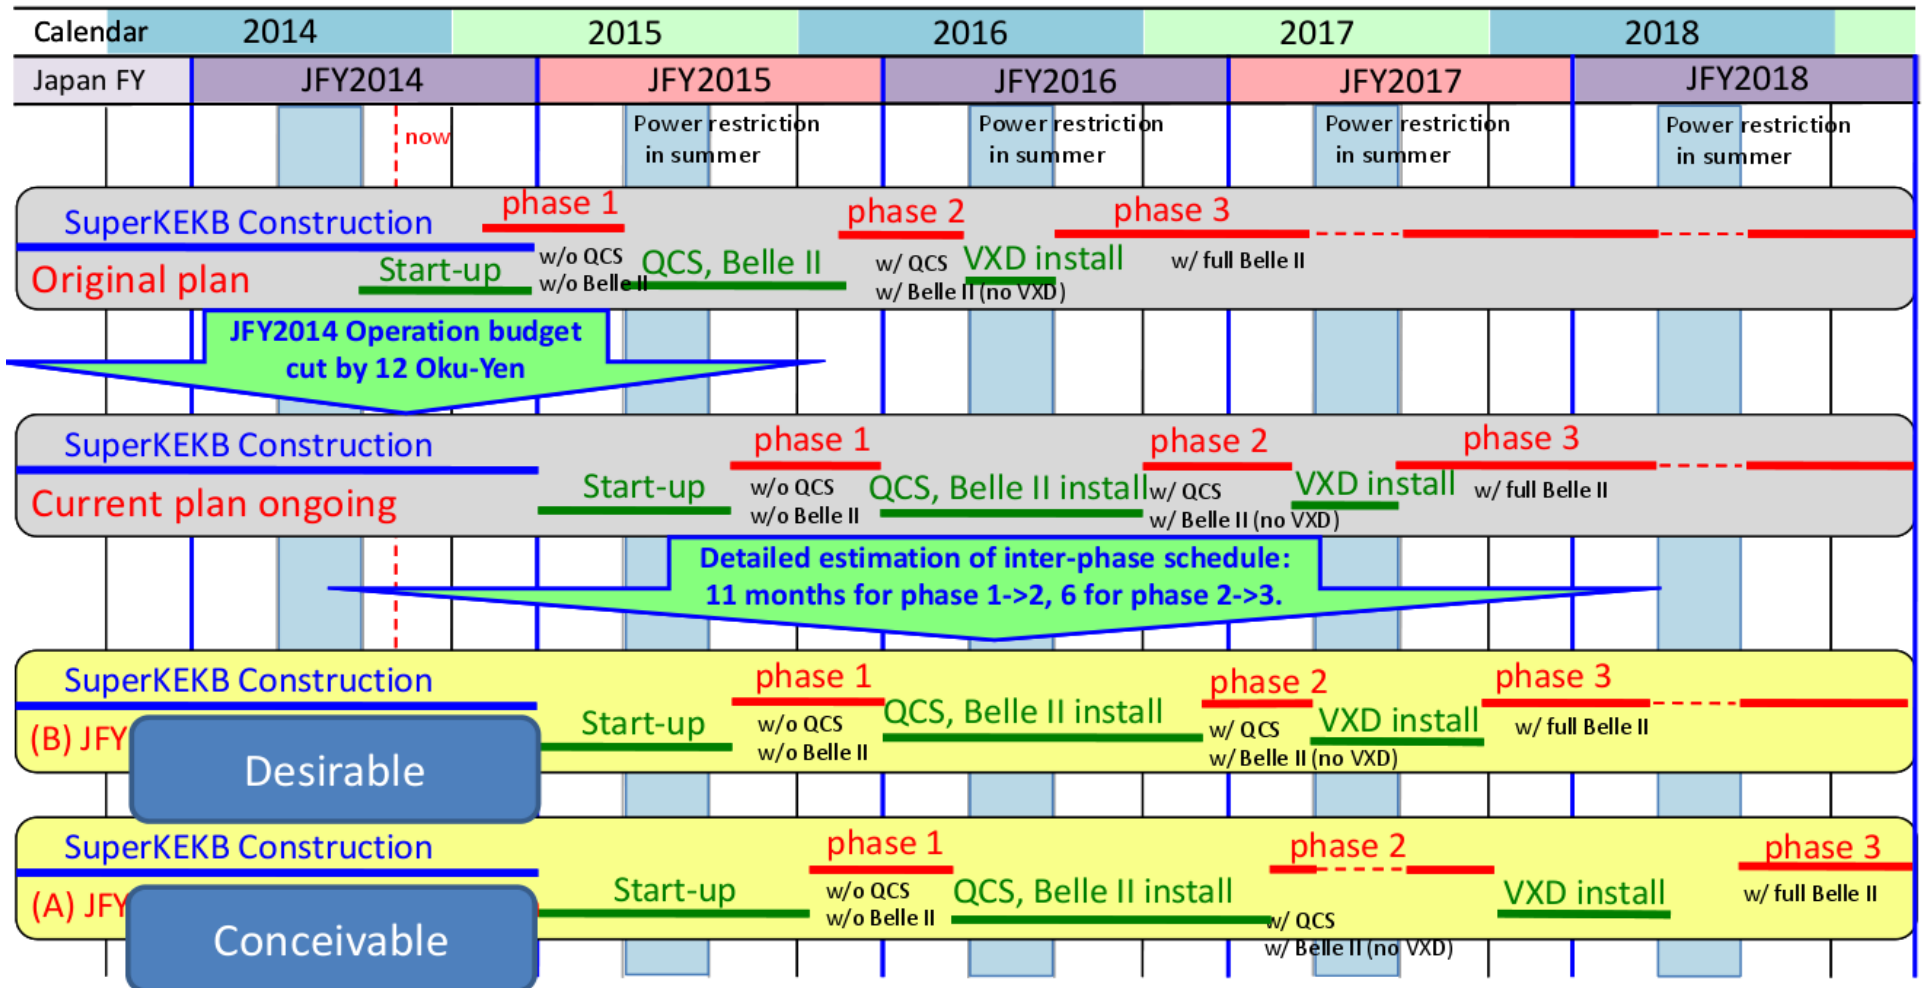 Calendar 2014 2015 2016 2017 2018
Japan FY JFY2014 JFY2015 JFY2016 JFY2017 JFY2018
now
Power restriction
in summer
Power restriction
in summer
Power restriction
in summer
Power restriction
in summer
SuperKEKB Construction
Original plan
Start-up
phase 1
w/o QCS
w/o Belle II
QCS, Belle II
phase 2
w/ QCS
w/ Belle II (no VXD)
VXD install
phase 3
w/ full Belle II
JFY2014 Operation budget
cut by 12 Oku-Yen
SuperKEKB Construction
Current plan ongoing
Start-up
phase 1
w/o QCS
w/o Belle II
QCS, Belle II install
phase 2
w/ QCS
w/ Belle II (no VXD)
VXD install
phase 3
w/ full Belle II
Detailed estimation of inter-phase schedule:
11 months for phase 1->2, 6 for phase 2->3.
SuperKEKB Construction
(B) JFY
Desirable
Start-up
phase 1
w/o QCS
w/o Belle II
QCS, Belle II install
phase 2
w/ QCS
w/ Belle II (no VXD)
VXD install
phase 3
w/ full Belle II
SuperKEKB Construction
(A) JFY
Conceivable
Start-up
phase 1
w/o QCS
w/o Belle II
QCS, Belle II install
phase 2
w/ QCS
w/ Belle II (no VXD)
VXD install
phase 3
w/ full Belle II